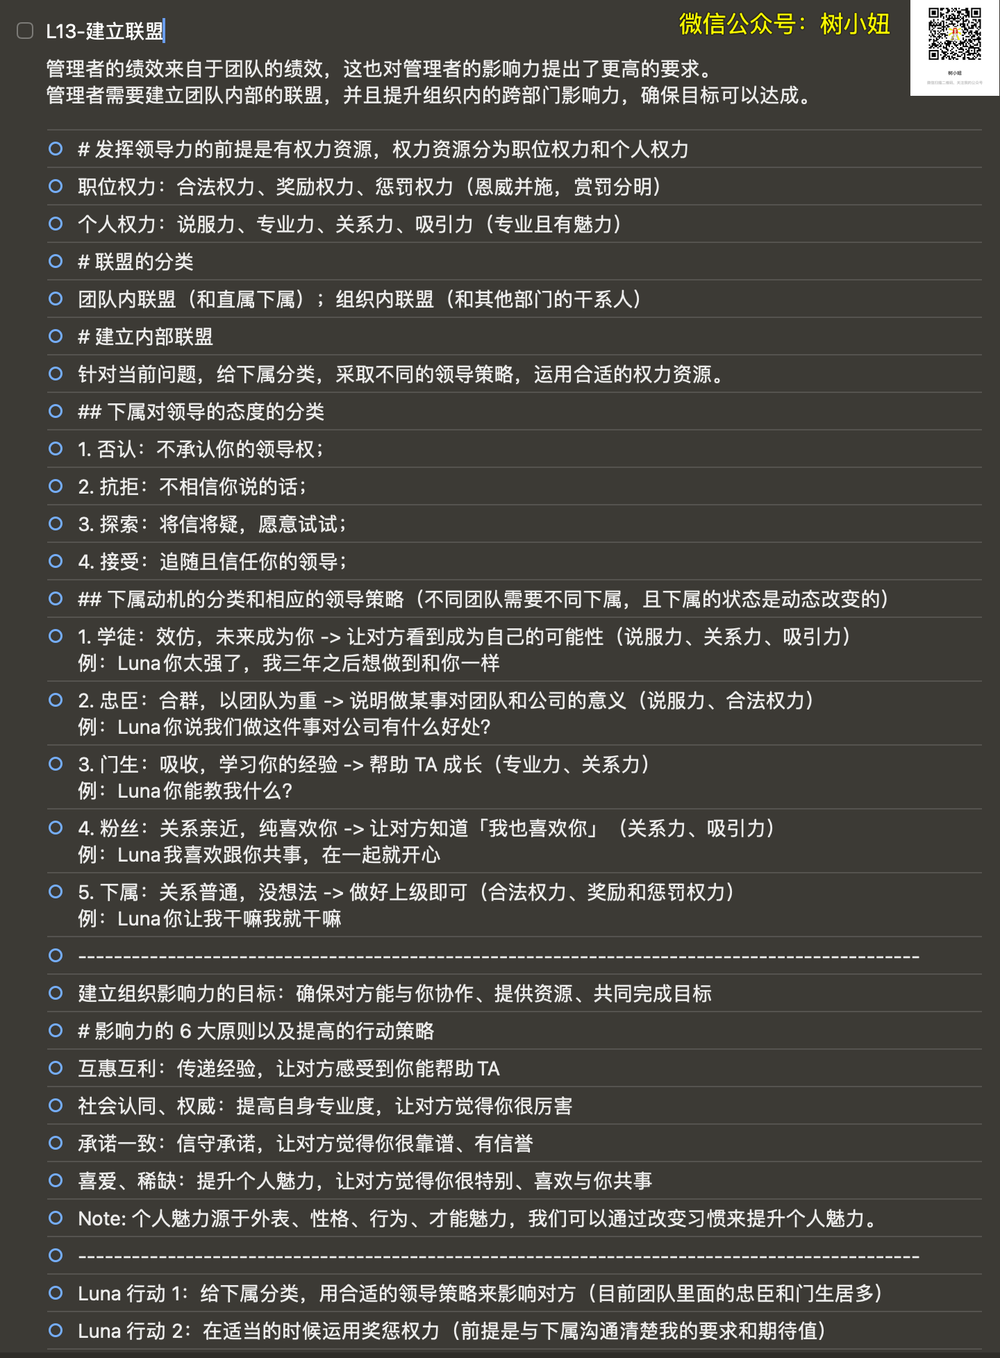 L13-建立联盟
微信公众号：树小妞
树小妞
管理者的绩效来自于团队的绩效，这也对管理者的影响力提出了更高的要求。
管理者需要建立团队内部的联盟，并且提升组织内的跨部门影响力，确保目标可以达成。
# 发挥领导力的前提是有权力资源，权力资源分为职位权力和个人权力
职位权力：合法权力、奖励权力、惩罚权力（恩威并施，赏罚分明）
个人权力：说服力、专业力、关系力、吸引力（专业且有魅力）
# 联盟的分类
团队内联盟（和直属下属）；组织内联盟（和其他部门的干系人）
# 建立内部联盟
针对当前问题，给下属分类，采取不同的领导策略，运用合适的权力资源。
## 下属对领导的态度的分类
1. 否认：不承认你的领导权；
2. 抗拒：不相信你说的话；
3. 探索：将信将疑，愿意试试；
4. 接受：追随且信任你的领导；
## 下属动机的分类和相应的领导策略（不同团队需要不同下属，且下属的状态是动态改变的）
1. 学徒：效仿，未来成为你 -> 让对方看到成为自己的可能性（说服力、关系力、吸引力）
例：Luna你太强了，我三年之后想做到和你一样
2. 忠臣：合群，以团队为重 -> 说明做某事对团队和公司的意义（说服力、合法权力）
例：Luna你说我们做这件事对公司有什么好处?
3. 门生：吸收，学习你的经验 -> 帮助 TA 成长（专业力、关系力）
例：Luna你能教我什么?
4. 粉丝：关系亲近，纯喜欢你 -> 让对方知道「我也喜欢你」（关系力、吸引力）
例：Luna我喜欢跟你共事，在一起就开心
5. 下属：关系普通，没想法 -> 做好上级即可（合法权力、奖励和惩罚权力）
例：Luna你让我干嘛我就干嘛
----------------------------------------------------------------------------------------------
建立组织影响力的目标：确保对方能与你协作、提供资源、共同完成目标
# 影响力的 6 大原则以及提高的行动策略
互惠互利：传递经验，让对方感受到你能帮助TA
社会认同、权威：提高自身专业度，让对方觉得你很厉害
承诺一致：信守承诺，让对方觉得你很靠谱、有信誉
喜爱、稀缺：提升个人魅力，让对方觉得你很特别、喜欢与你共事
Note: 个人魅力源于外表、性格、行为、才能魅力，我们可以通过改变习惯来提升个人魅力。
----------------------------------------------------------------------------------------------
Luna 行动 1：给下属分类，用合适的领导策略来影响对方（目前团队里面的忠臣和门生居多）
Luna 行动 2：在适当的时候运用奖惩权力（前提是与下属沟通清楚我的要求和期待值）